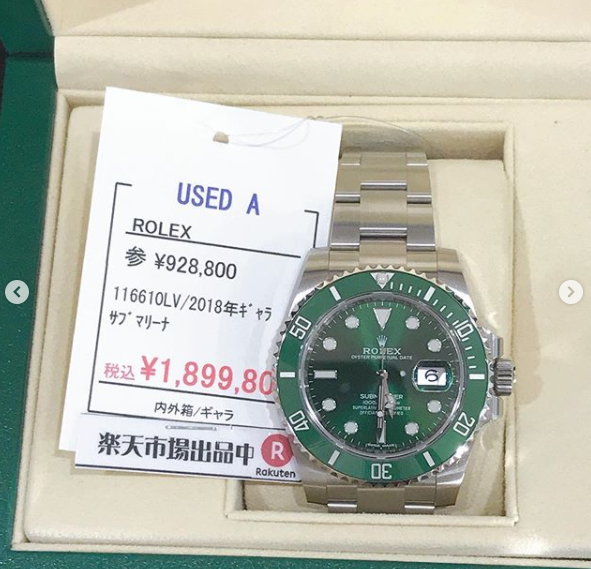 USED A
ROLEX
参 ¥928,800
116610LV/2018年ｷﾞｬﾗ
ｻﾌﾞﾏﾘｰﾅ
税込 ¥1,899,80
内外箱/ギャラ
楽天市場出品中 R
Rakuten
50
10
40
20
30
ROLEX
OYSTER PERPETUAL DATE
6